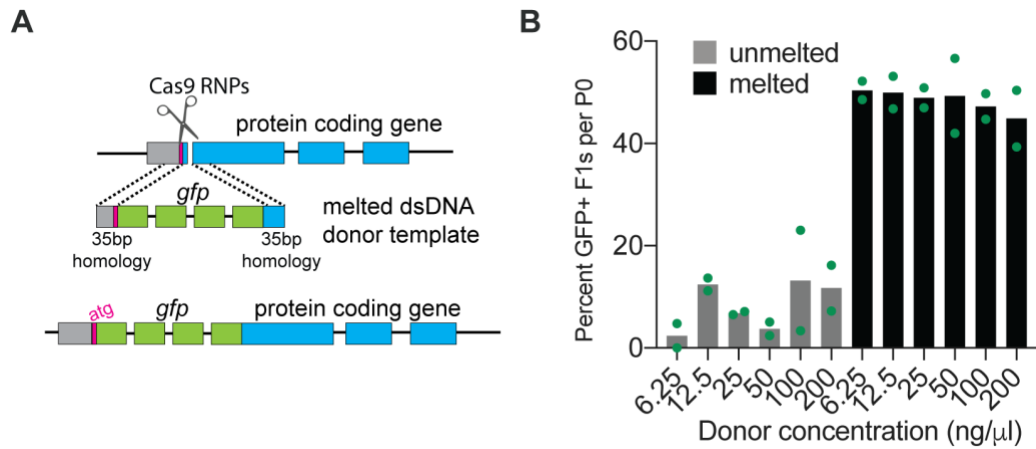 A
Cas9 RNPs
protein coding gene
gfp
melted dsDNA
donor template
35bp
homology
35bp
homology
atg
gfp
protein coding gene
B
Percent GFP+ F1s per P0
60
40
20
0
unmelted
melted
6.25
12.5
25
50
100
200
6.25
12.5
25
50
100
200
Donor concentration (ng/μl)